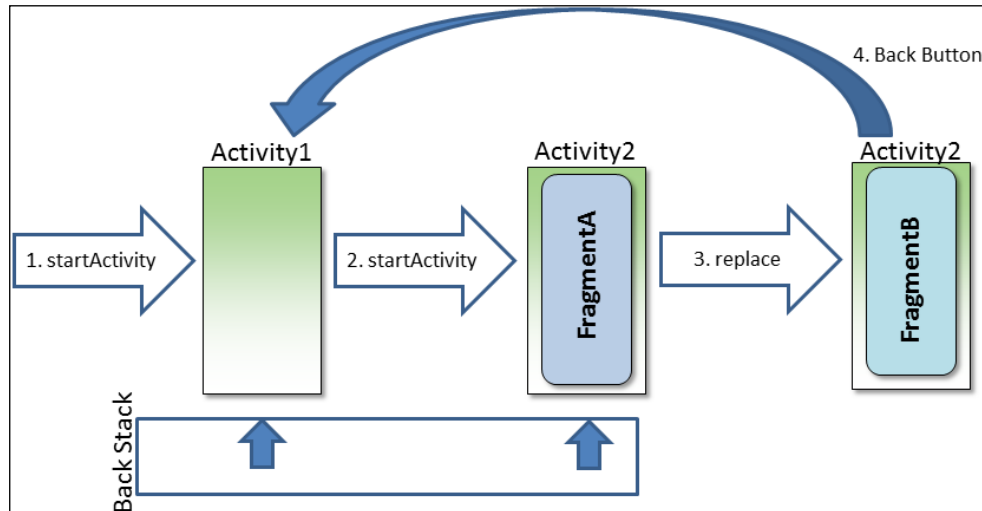 4. Back Button
Activity1
Activity2
Activity2
1. startActivity
2. startActivity
FragmentA
3. replace
FragmentB
Back Stack